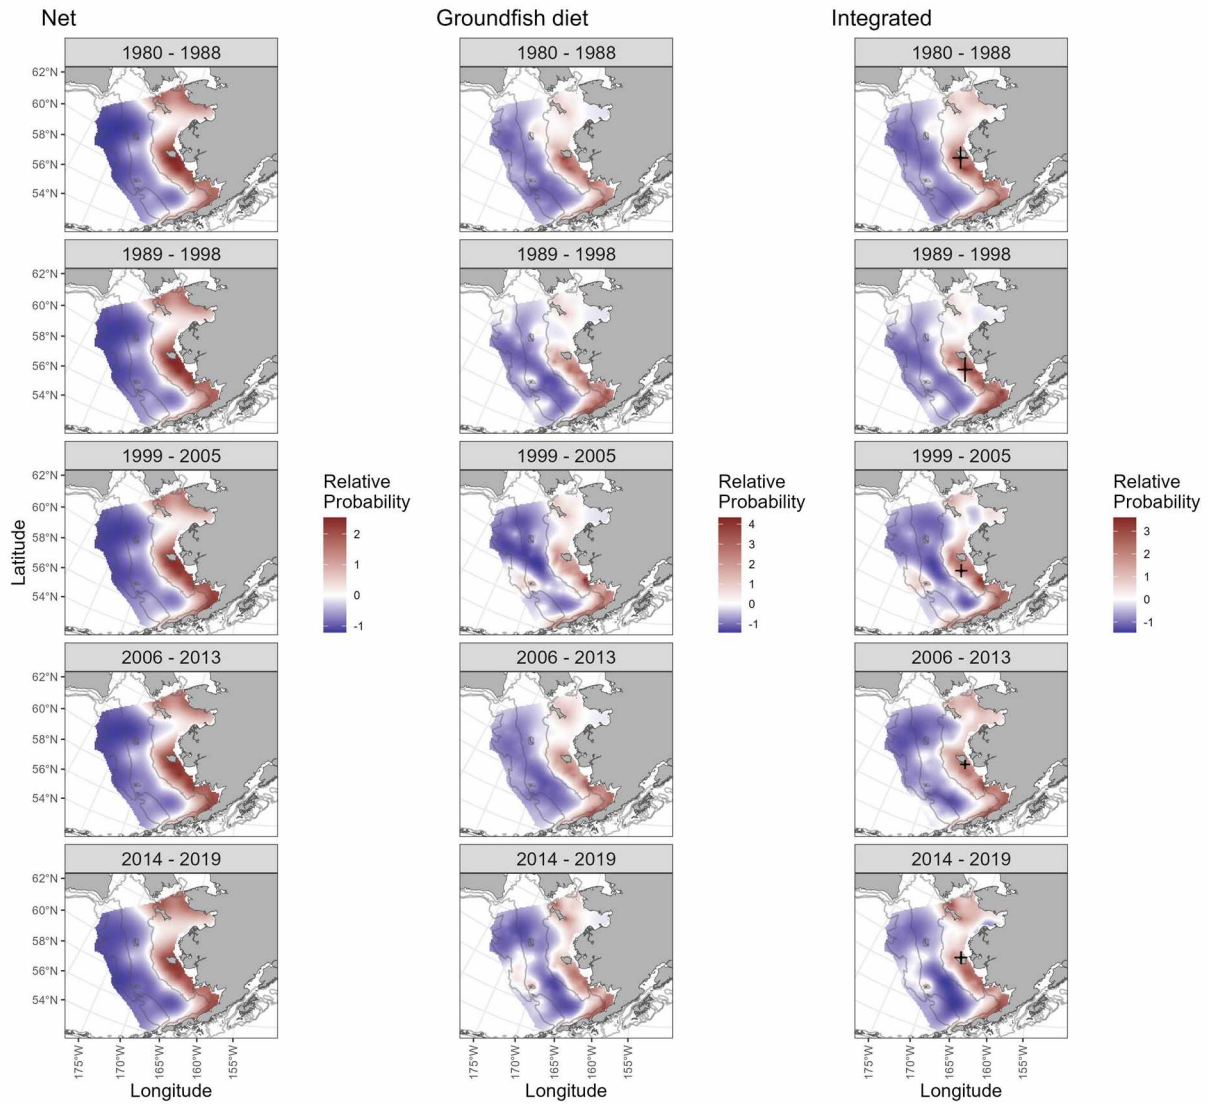 Net Groundfish diet Integrated
1980 - 1988 1980 - 1988 1980 - 1988
62°N
60°N
58°N
56°N
54°N
1989 - 1998 1989 - 1998 1989 - 1998
62°N
60°N
58°N
56°N
54°N
1999 - 2005 1999 - 2005 1999 - 2005
62°N
60°N
58°N
56°N
54°N
Latitude
Relative
Probability
2
1
0
-1
Relative
Probability
4
3
2
1
0
-1
Relative
Probability
3
2
1
0
-1
2006 - 2013 2006 - 2013 2006 - 2013
62°N
60°N
58°N
56°N
54°N
2014 - 2019 2014 - 2019 2014 - 2019
62°N
60°N
58°N
56°N
54°N
175°W 170°W 165°W 160°W 155°W 175°W 170°W 165°W 160°W 155°W 175°W 170°W 165°W 160°W 155°W
Longitude Longitude Longitude